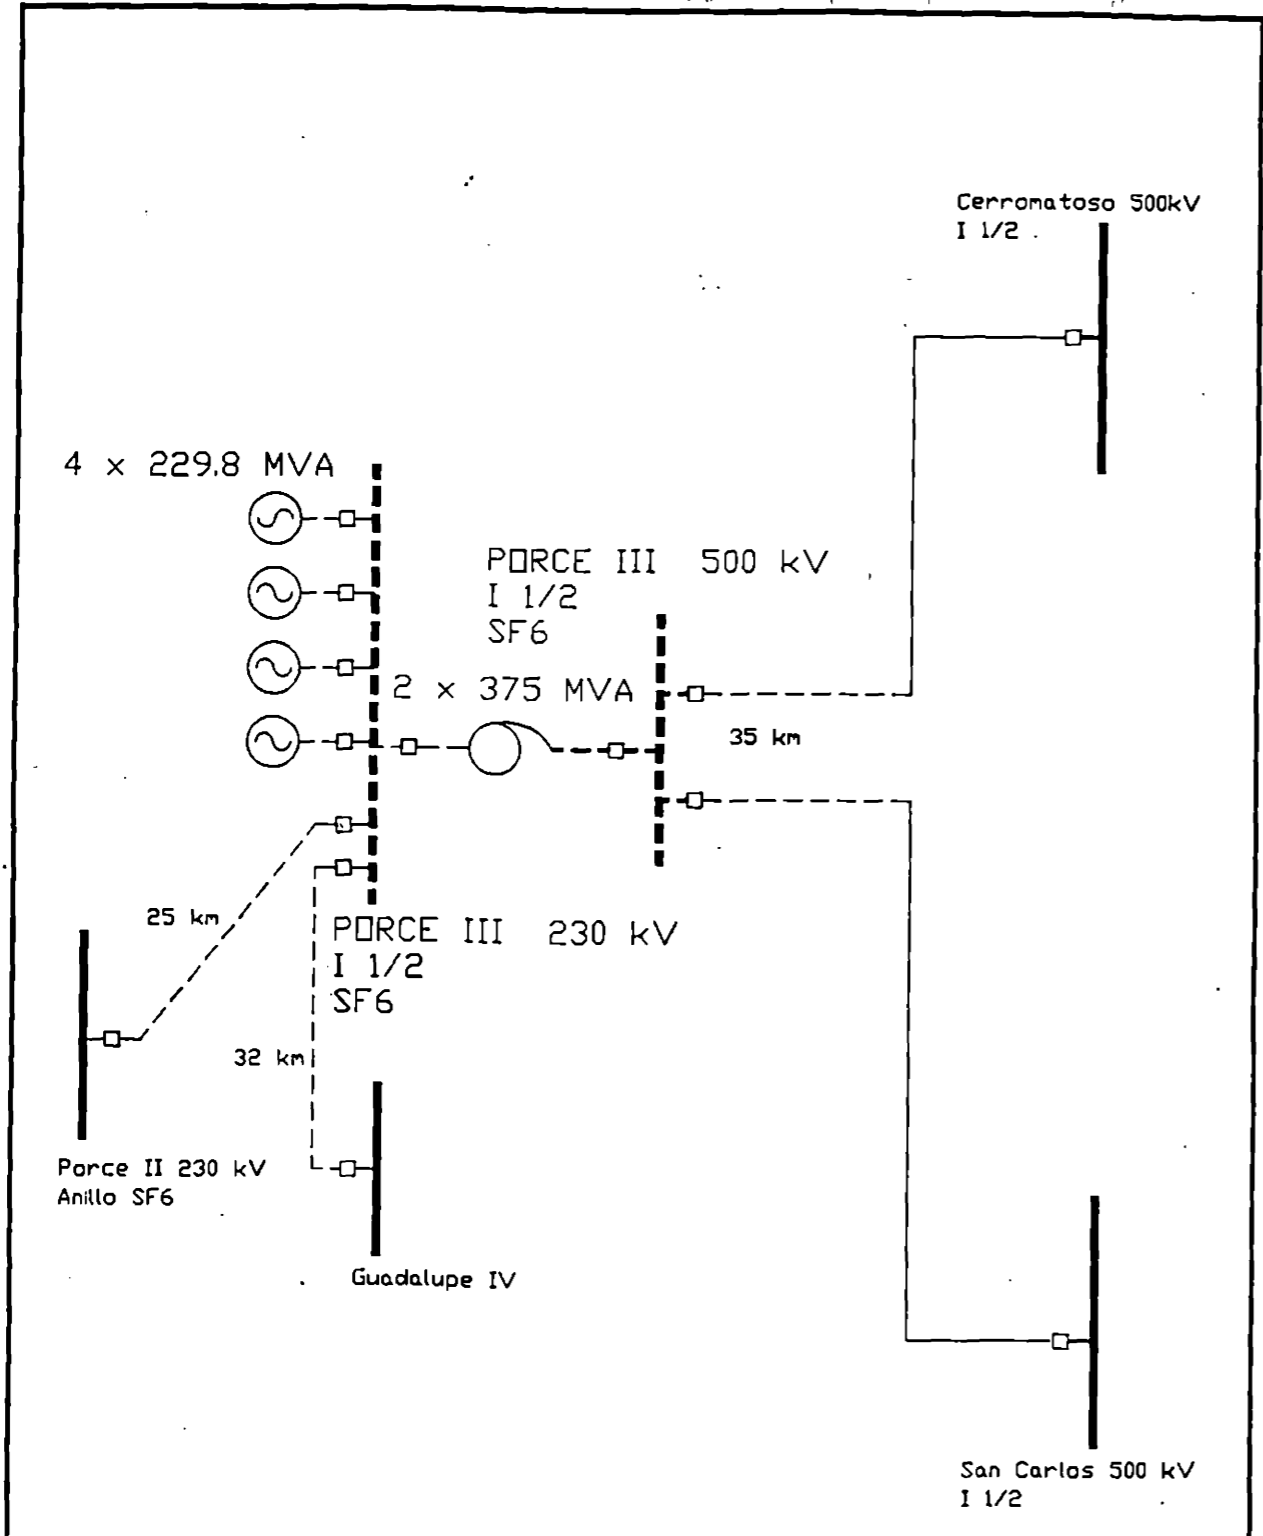 Cerromatoso 500kV
I 1/2
4 x 229.8 MVA
PORCE III 500 kV
I 1/2
SF6
2 x 375 MVA
35 km
25 km
PORCE III 230 kV
I 1/2
SF6
32 km
Porce II 230 kV
Anillo SF6
Guadalupe IV
San Carlos 500 kV
I 1/2